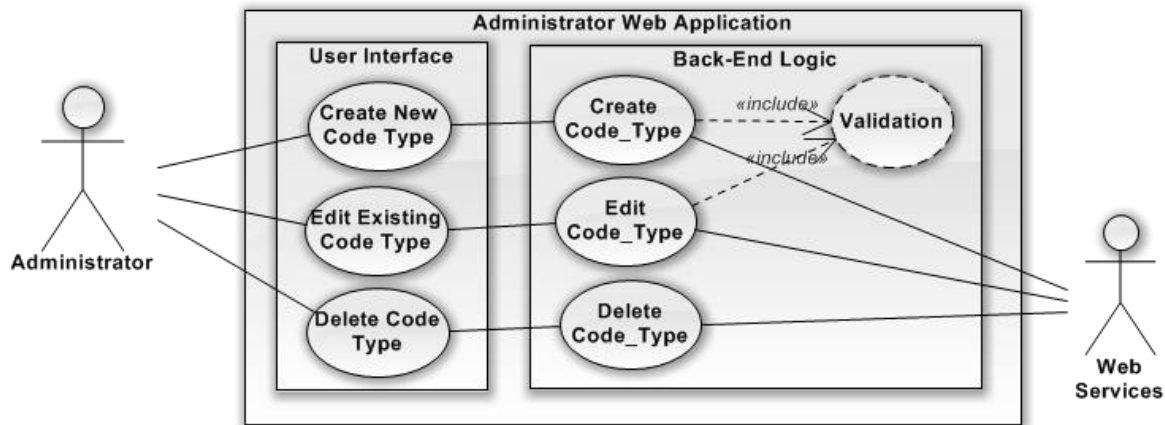 Administrator Web Application
User Interface
Back-End Logic
Create New
Code Type
Create
Code_Type
«include»
Validation
«include»
Edit Existing
Code Type
Edit
Code_Type
Delete Code
Type
Delete
Code_Type
Administrator
Web
Services